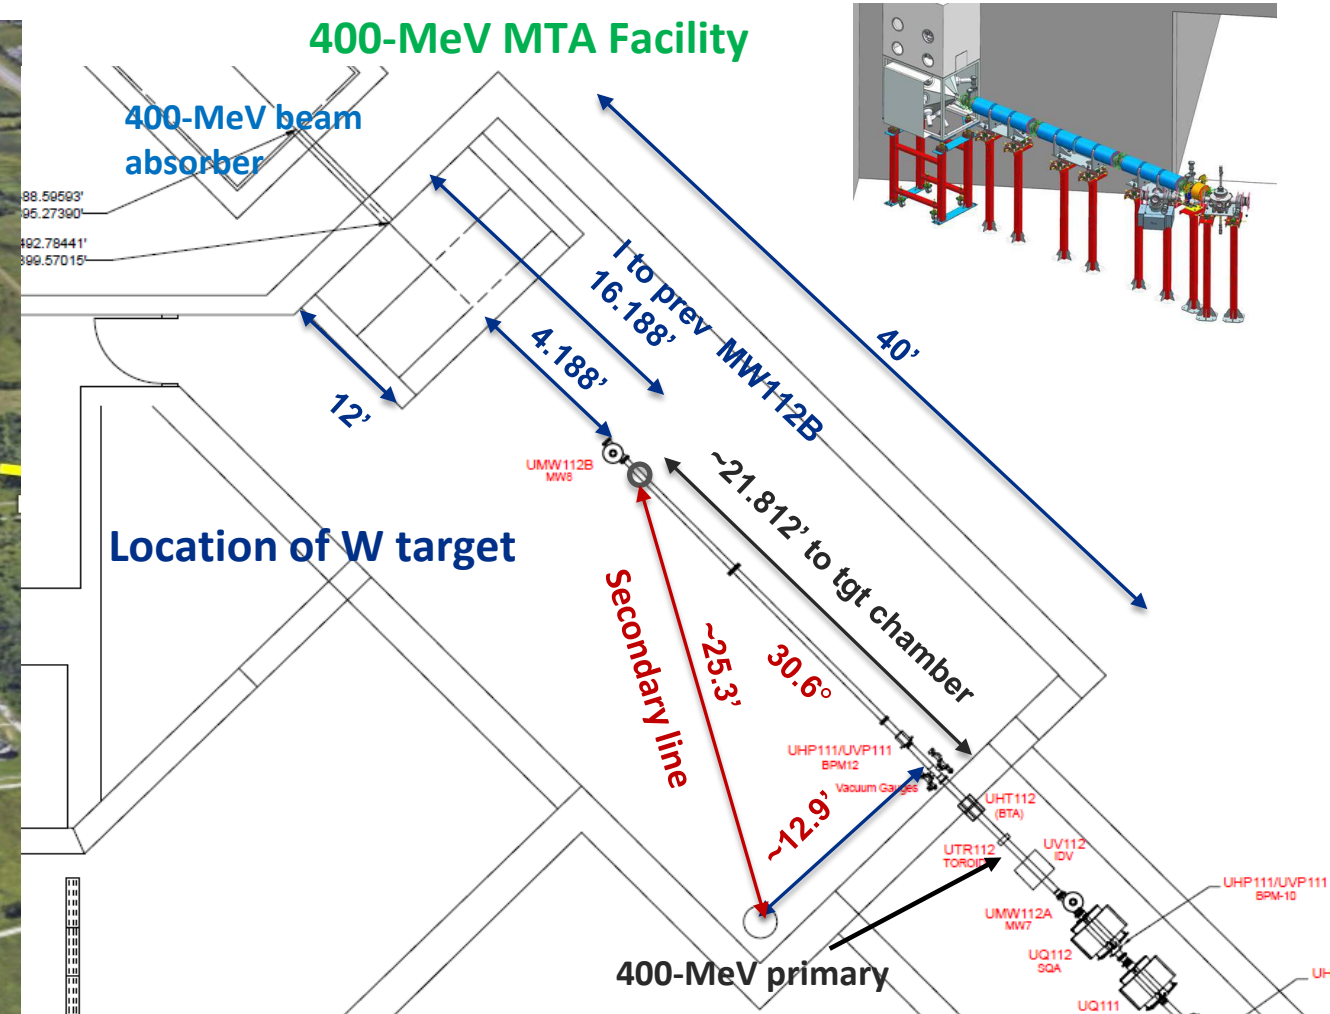 400-MeV MTA Facility
400-MeV beam
absorber
88.59593'
95.27390'
492.78441'
399.57015'
l to prev MW112B
16.188’
4.188’
12’
40’
UMW112B
MW8
~21.812’ to tgt chamber
Location of W target
Secondary line
~25.3’
30.6°
UHP111/UVP111
BPM12
Vacuum Gauges
~12.9’
UHT112
(BTA)
UTR112
TOROID
UV112
IDV
UHP111/UVP111
BPM-10
UMW112A
MW7
UQ112
SQA
400-MeV primary
UQ111
UH